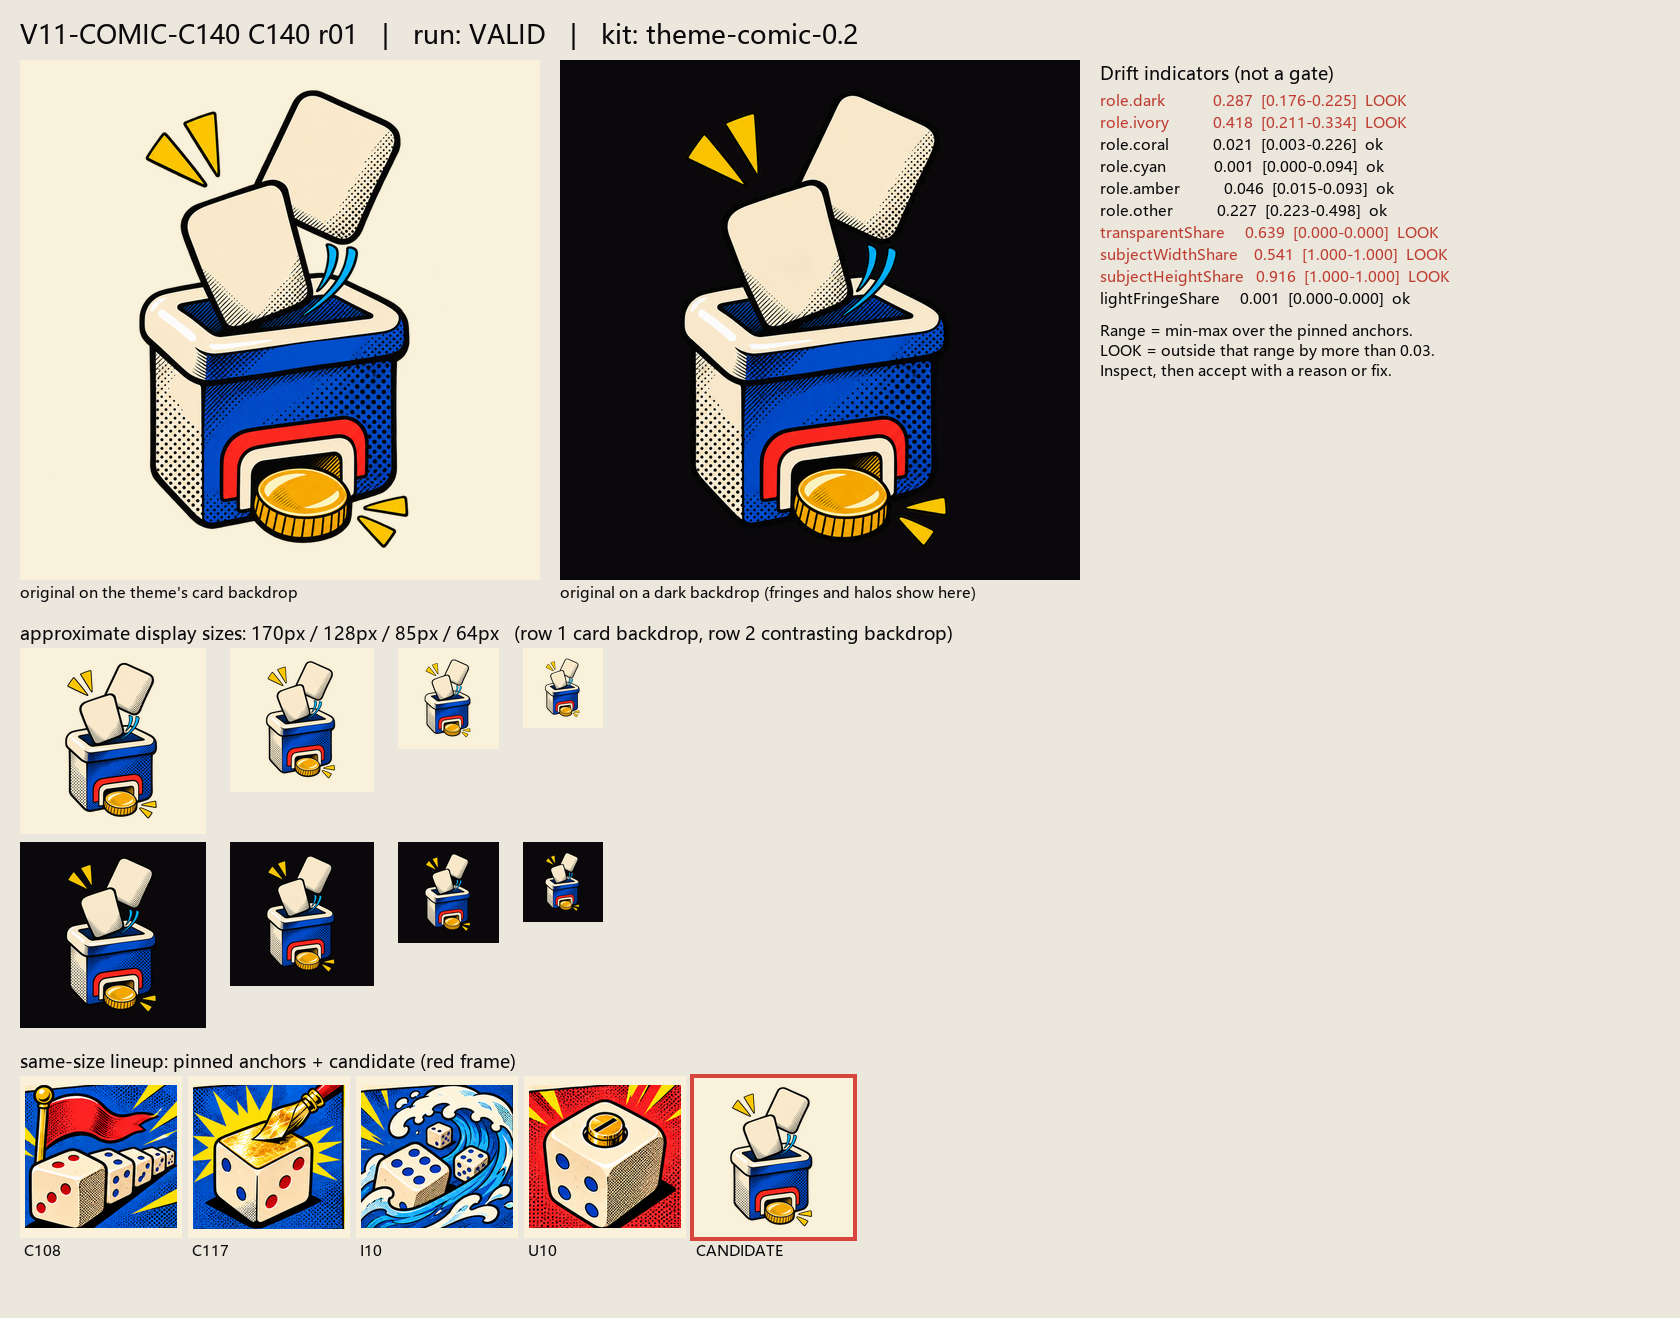 V11-COMIC-C140 C140 r01 | run: VALID | kit: theme-comic-0.2
Drift indicators (not a gate)
role.dark 0.287 [0.176-0.225] LOOK
role.ivory 0.418 [0.211-0.334] LOOK
role.coral 0.021 [0.003-0.226] ok
role.cyan 0.001 [0.000-0.094] ok
role.amber 0.046 [0.015-0.093] ok
role.other 0.227 [0.223-0.498] ok
transparentShare 0.639 [0.000-0.000] LOOK
subjectWidthShare 0.541 [1.000-1.000] LOOK
subjectHeightShare 0.916 [1.000-1.000] LOOK
lightFringeShare 0.001 [0.000-0.000] ok
Range = min-max over the pinned anchors.
LOOK = outside that range by more than 0.03.
Inspect, then accept with a reason or fix.
original on the theme's card backdrop
original on a dark backdrop (fringes and halos show here)
approximate display sizes: 170px / 128px / 85px / 64px (row 1 card backdrop, row 2 contrasting backdrop)
same-size lineup: pinned anchors + candidate (red frame)
C108
C117
I10
U10
CANDIDATE